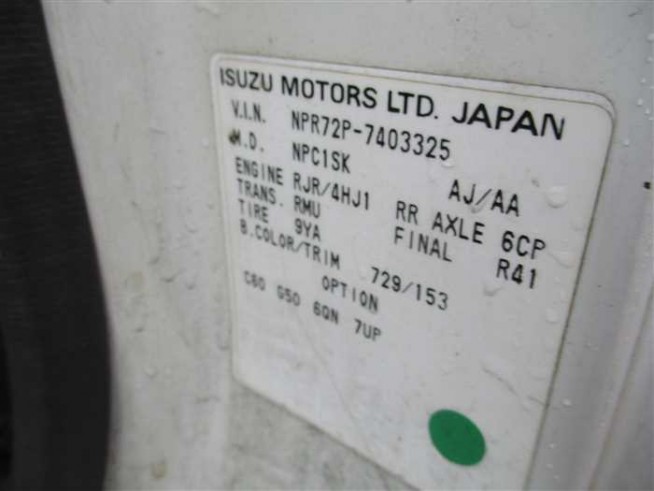 ISUZU MOTORS LTD. JAPAN
V.I.N. NPR72P-7403325
M.D. NPC1SK AJ/AA
ENGINE RJR/4HJ1 RR AXLE 6CP
TRANS. RMU FINAL R41
TIRE 9YA
B.COLOR/TRIM 729/153
OPTION
C60 G50 6QN 7UP